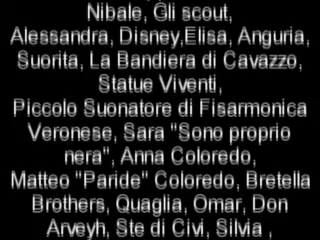 Nibale, Gli scout,
Alessandra, Disney,Elisa, Anguria,
Suorita, La Bandiera di Cavazzo,
Statue Viventi,
Piccolo Suonatore di Fisarmonica
Veronese, Sara "Sono proprio
nera", Anna Coloredo,
Matteo "Paride" Coloredo, Bretella
Brothers, Quaglia, Omar, Don
Arveyh, Ste di Civi, Silvia ,